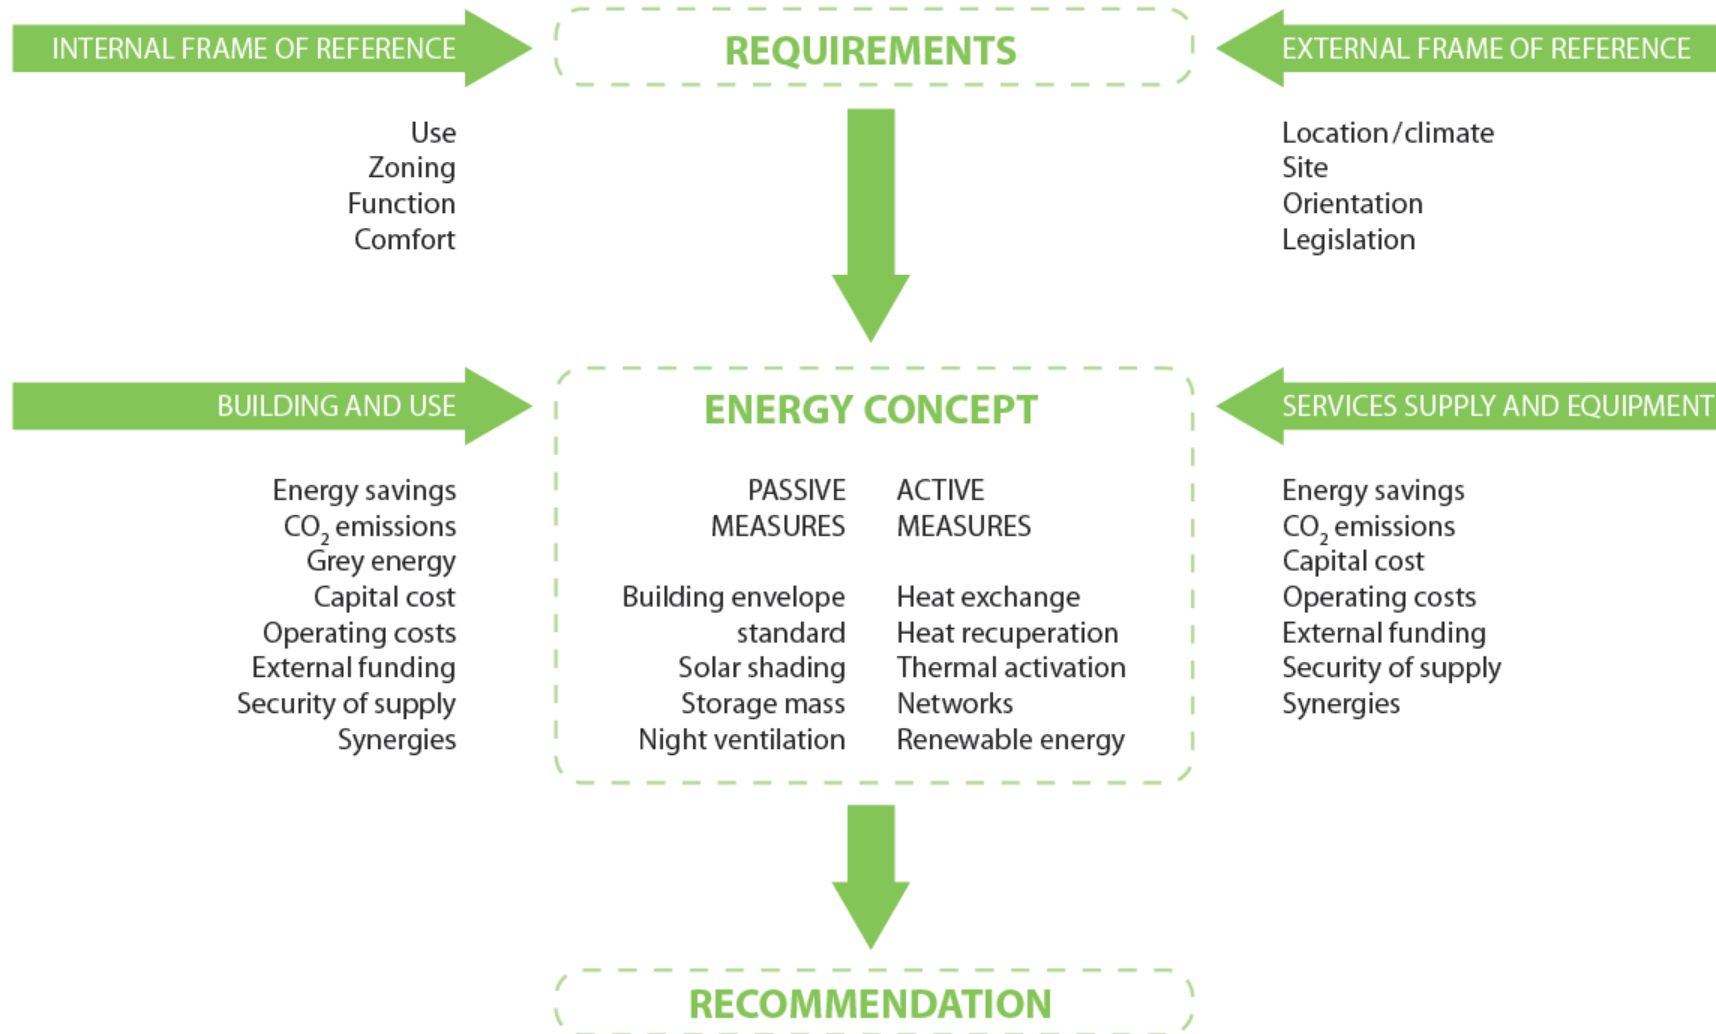 INTERNAL FRAME OF REFERENCE
REQUIREMENTS
EXTERNAL FRAME OF REFERENCE
Use
Zoning
Function
Comfort
Location/climate
Site
Orientation
Legislation
BUILDING AND USE
Energy savings
CO₂ emissions
Grey energy
Capital cost
Operating costs
External funding
Security of supply
Synergies
ENERGY CONCEPT
PASSIVE
MEASURES
Building envelope
standard
Solar shading
Storage mass
Night ventilation
ACTIVE
MEASURES
Heat exchange
Heat recuperation
Thermal activation
Networks
Renewable energy
SERVICES SUPPLY AND EQUIPMENT
Energy savings
CO₂ emissions
Capital cost
Operating costs
External funding
Security of supply
Synergies
RECOMMENDATION